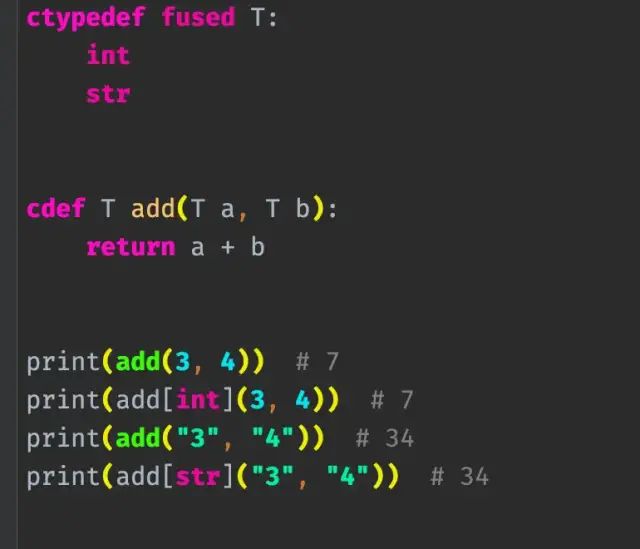 ctypedef fused T:
    int
    str
cdef T add(T a, T b):
    return a + b
print(add(3, 4))  # 7
print(add[int](3, 4))  # 7
print(add("3", "4"))  # 34
print(add[str]("3", "4"))  # 34